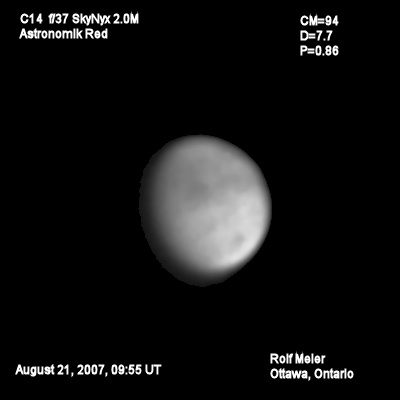 C14 f/37 SkyNyx 2.0M
Astronomik Red
CM=94
D=7.7
P=0.86
August 21, 2007, 09:55 UT
Rolf Meier
Ottawa, Ontario